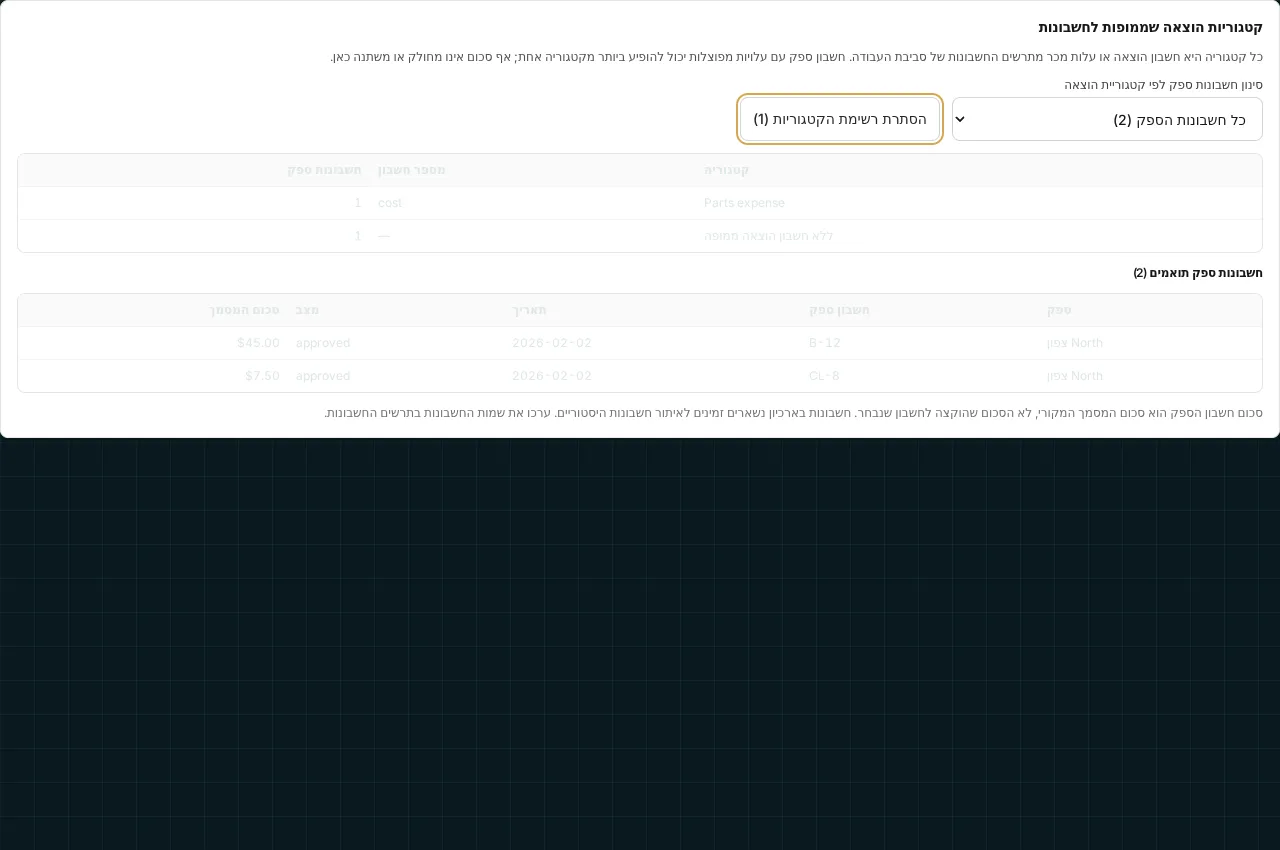 קטגוריות הוצאה שממופות לחשבונות
כל קטגוריה היא חשבון הוצאה או עלות מכר מתרשים החשבונות של סביבת העבודה. חשבון ספק עם עלויות מפוצלות יכול להופיע ביותר מקטגוריה אחת; אף סכום אינו מחולק או משתנה כאן.
סינון חשבונות ספק לפי קטגוריית הוצאה
כל חשבונות הספק (2) הסתרת רשימת הקטגוריות (1)
קטגוריה מספר חשבון חשבונות ספק
Parts expense cost 1
ללא חשבון הוצאה ממופה — 1
חשבונות ספק תואמים (2)
ספק חשבון ספק תאריך מצב סכום המסמך
North צפון B-12 2026-02-02 approved $45.00
North צפון CL-8 2026-02-02 approved $7.50
סכום חשבון הספק הוא סכום המסמך המקורי, לא הסכום שהוקצה לחשבון שנבחר. חשבונות בארכיון נשארים זמינים לאיתור חשבונות היסטוריים. ערכו את שמות החשבונות בתרשים החשבונות.